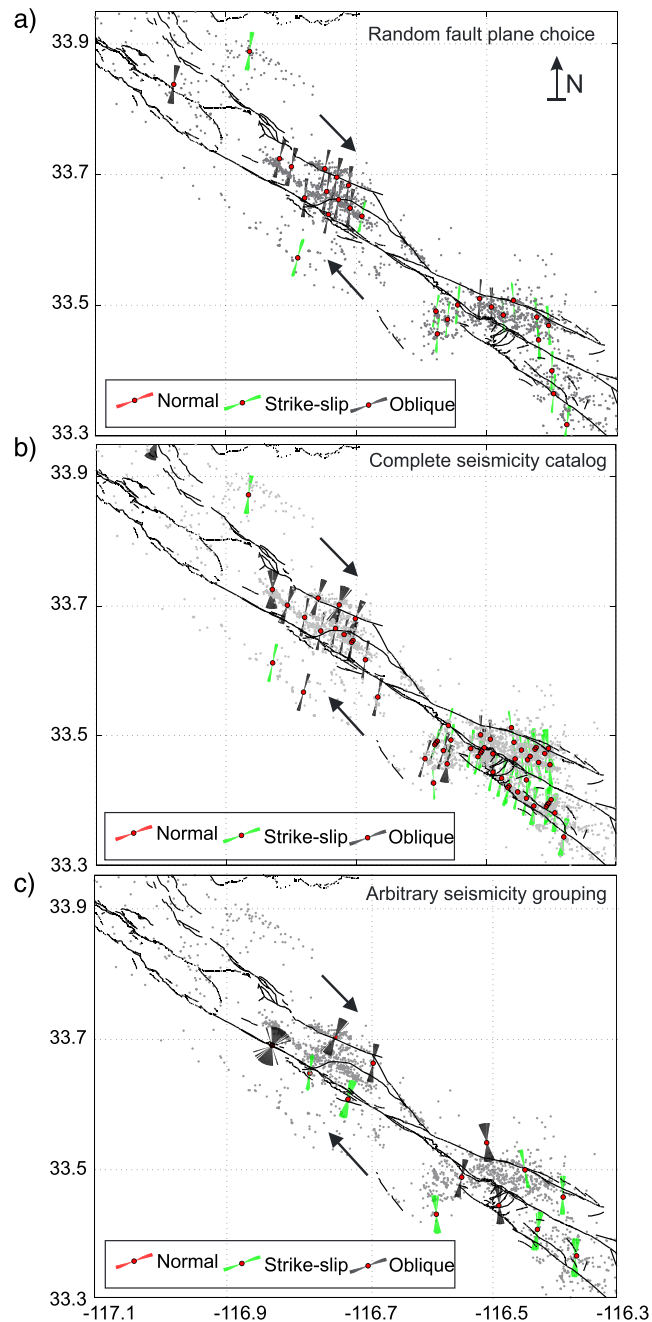 a)
Random fault plane choice
N
33.9
33.7
33.5
33.3
Normal Strike-slip Oblique
b)
Complete seismicity catalog
33.9
33.7
33.5
33.3
Normal Strike-slip Oblique
c)
Arbitrary seismicity grouping
33.9
33.7
33.5
33.3
Normal Strike-slip Oblique
-117.1 -116.9 -116.7 -116.5 -116.3